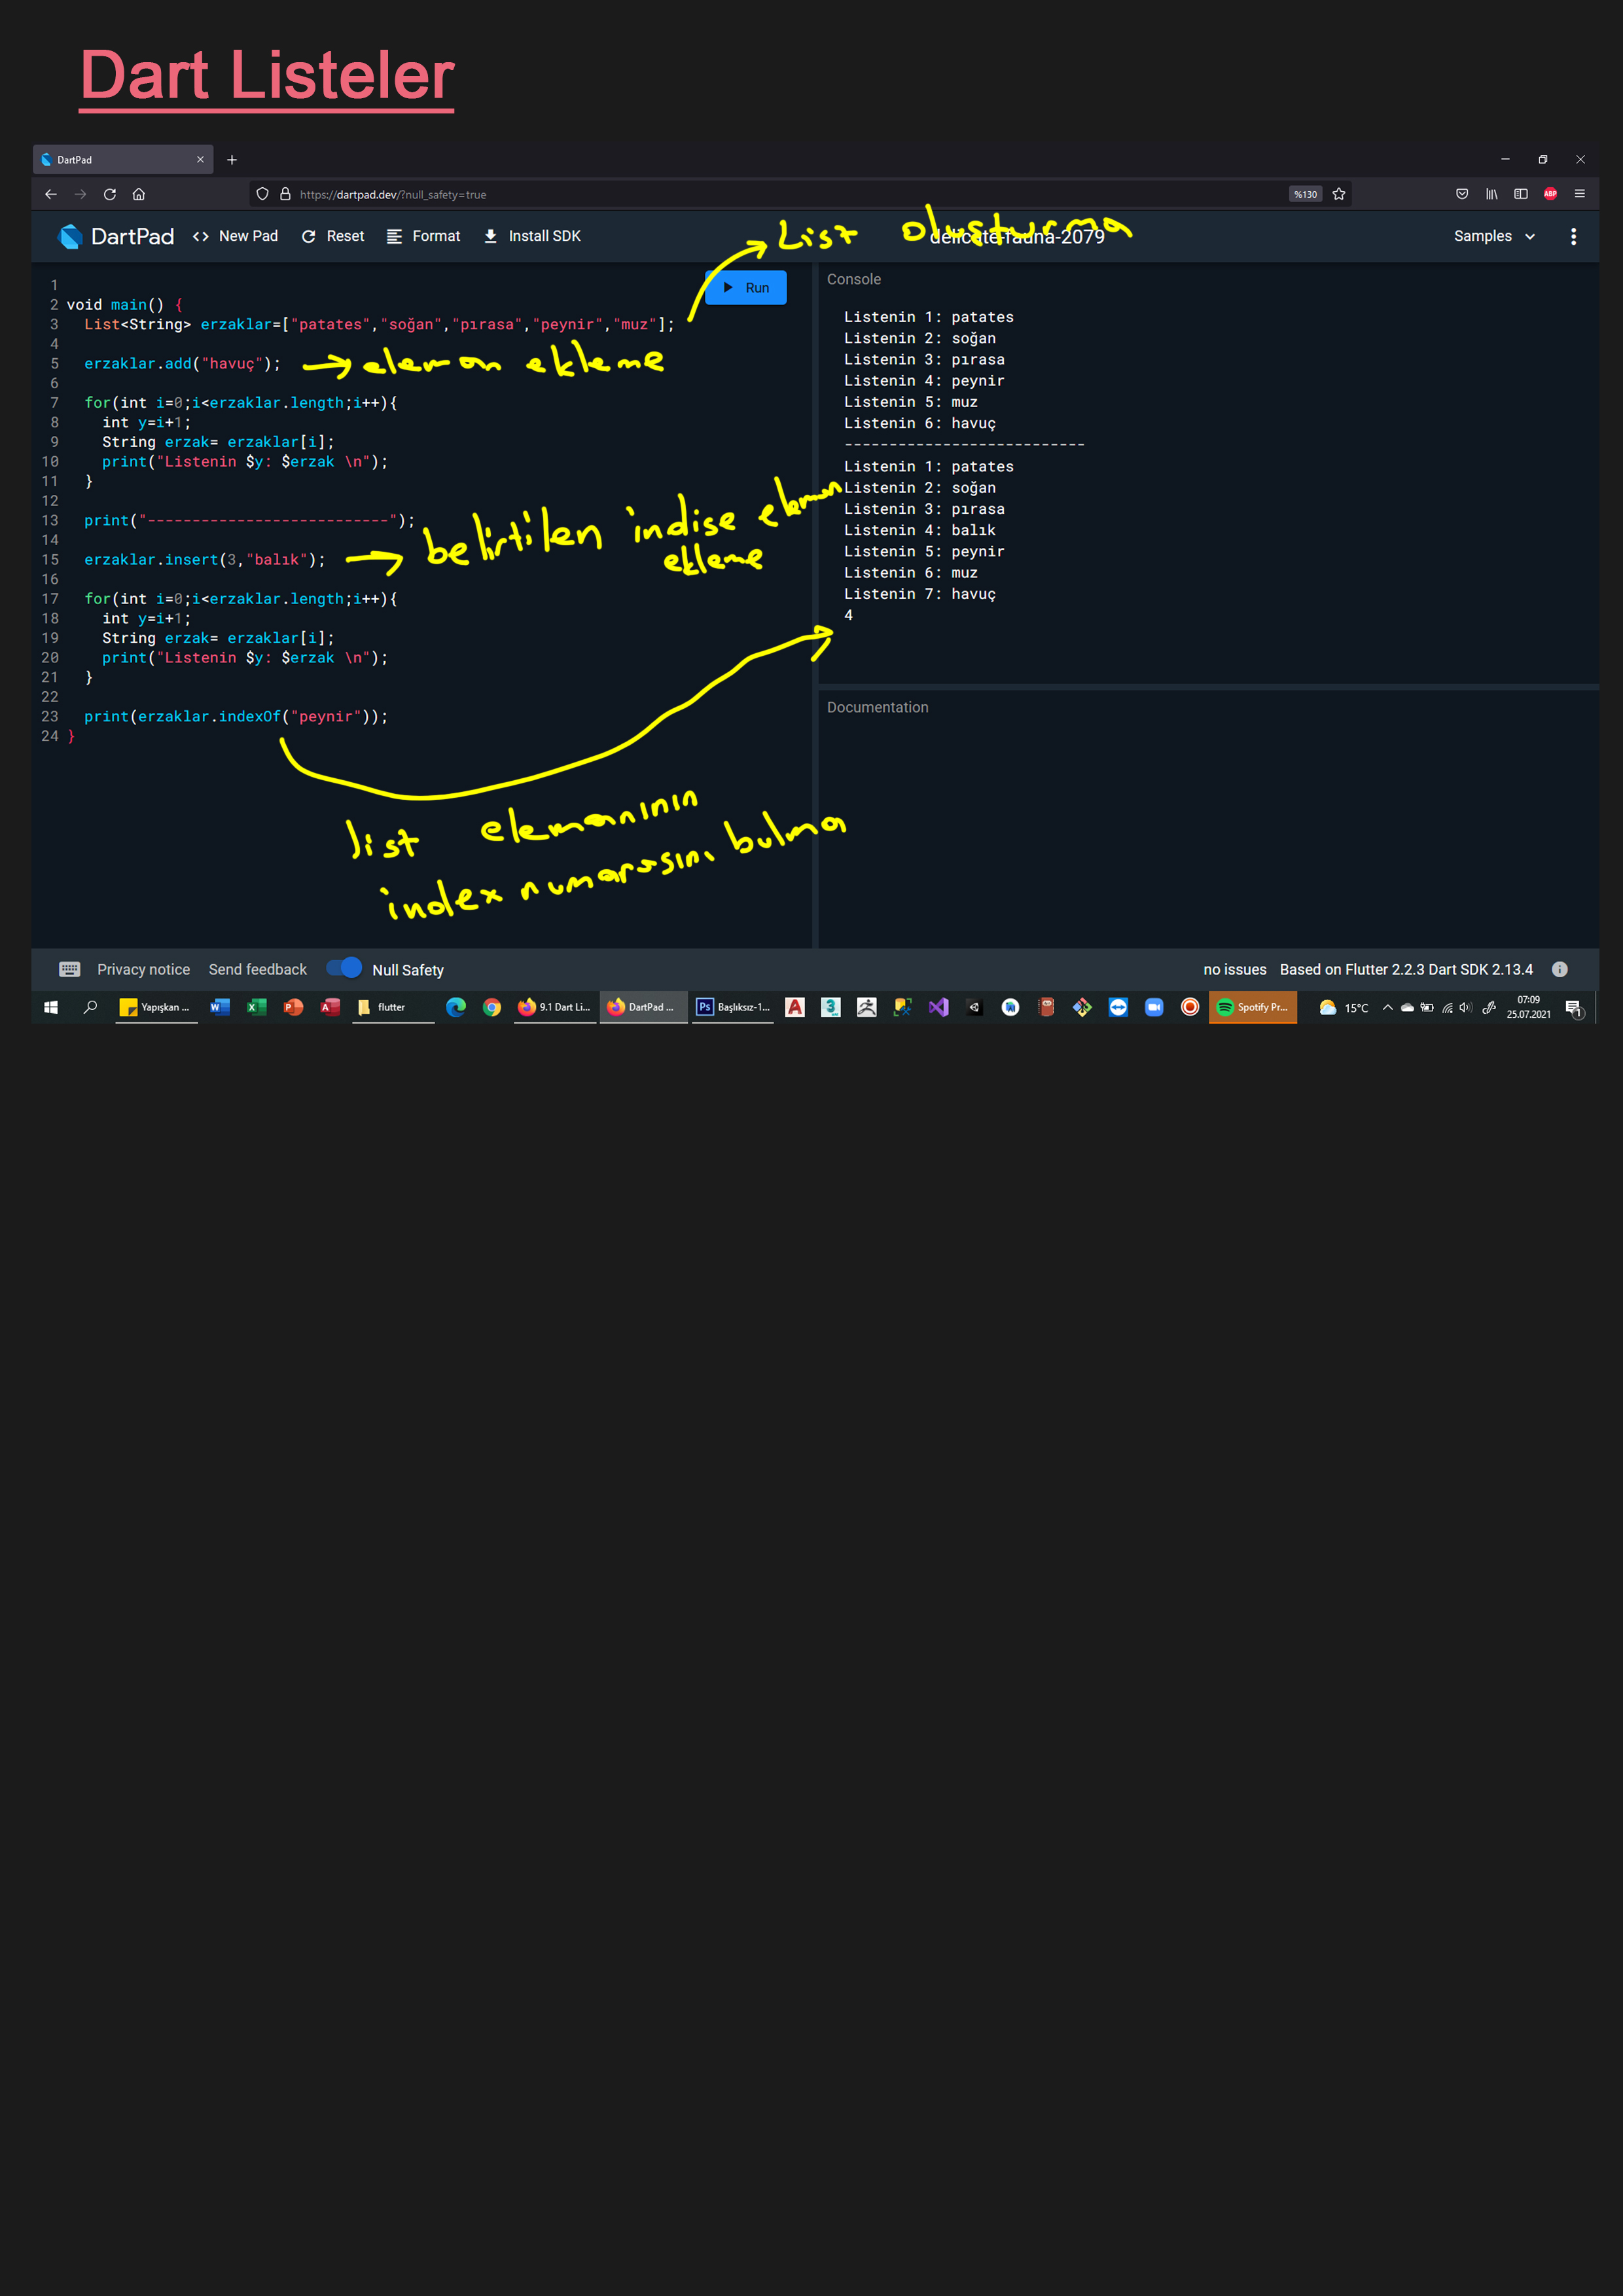 Dart Listeler
DartPad
https://dartpad.dev/?null_safety=true
%130
ABP
DartPad
New Pad
Reset
Format
Install SDK
List oluşturma
delicate-fauna-2079
Samples
Run
1
2 void main() {
3 List<String> erzaklar=["patates","soğan","pırasa","peynir","muz"];
4
5 erzaklar.add("havuç");
eleman ekleme
6
7 for(int i=0;i<erzaklar.length;i++){
8 int y=i+1;
9 String erzak= erzaklar[i];
10 print("Listenin $y: $erzak \n");
11 }
12
13 print("---------------------------");
14
belirtilen indise eleman
ekleme
15 erzaklar.insert(3,"balık");
16
17 for(int i=0;i<erzaklar.length;i++){
18 int y=i+1;
19 String erzak= erzaklar[i];
20 print("Listenin $y: $erzak \n");
21 }
22
23 print(erzaklar.indexOf("peynir"));
24 }
list elemanının
index numarasını bulma
Console
Listenin 1: patates
Listenin 2: soğan
Listenin 3: pırasa
Listenin 4: peynir
Listenin 5: muz
Listenin 6: havuç
---------------------------
Listenin 1: patates
Listenin 2: soğan
Listenin 3: pırasa
Listenin 4: balık
Listenin 5: peynir
Listenin 6: muz
Listenin 7: havuç
4
Documentation
Privacy notice
Send feedback
Null Safety
no issues
Based on Flutter 2.2.3 Dart SDK 2.13.4
Yapışkan ...
flutter
9.1 Dart Li...
DartPad ...
Ps
Başlıksız-1...
Spotify Pr...
15°C
07:09
25.07.2021
1